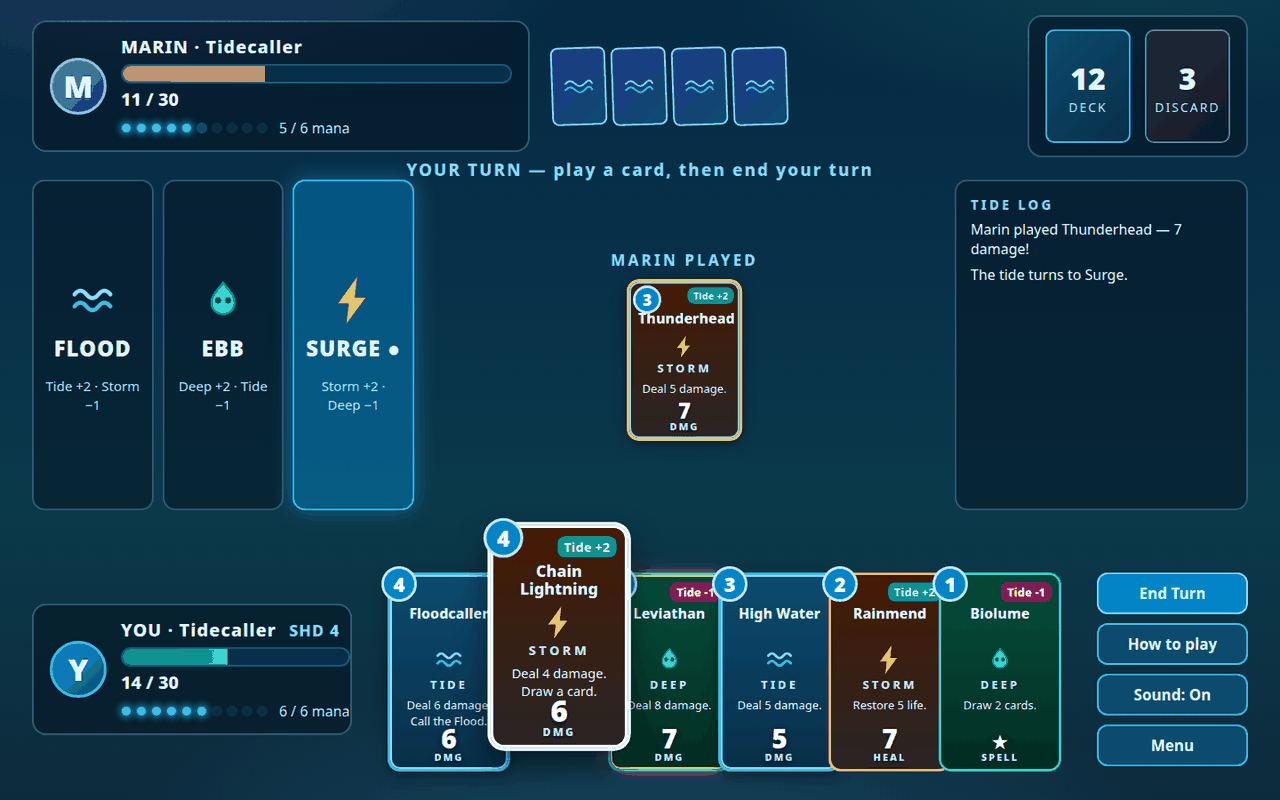 MARIN · Tidecaller
M
11 / 30
5 / 6 mana
12
DECK
3
DISCARD
YOUR TURN — play a card, then end your turn
FLOOD
Tide +2 · Storm
−1
EBB
Deep +2 · Tide
−1
SURGE
Storm +2 ·
Deep −1
MARIN PLAYED
3
Tide +2
Thunderhead
STORM
Deal 5 damage.
7
DMG
TIDE LOG
Marin played Thunderhead — 7
damage!
The tide turns to Surge.
4
Floodcaller
TIDE
Deal 6 damage
Call the Flood.
6
DMG
4
Tide +2
Chain
Lightning
STORM
Deal 4 damage.
Draw a card.
6
DMG
Tide -1
Leviathan
DEEP
Deal 8 damage.
7
DMG
3
High Water
TIDE
Deal 5 damage.
5
DMG
2
Tide +2
Rainmend
STORM
Restore 5 life.
7
HEAL
1
Tide -1
Biolume
DEEP
Draw 2 cards.
SPELL
YOU · Tidecaller SHD 4
Y
14 / 30
6 / 6 mana
End Turn
How to play
Sound: On
Menu